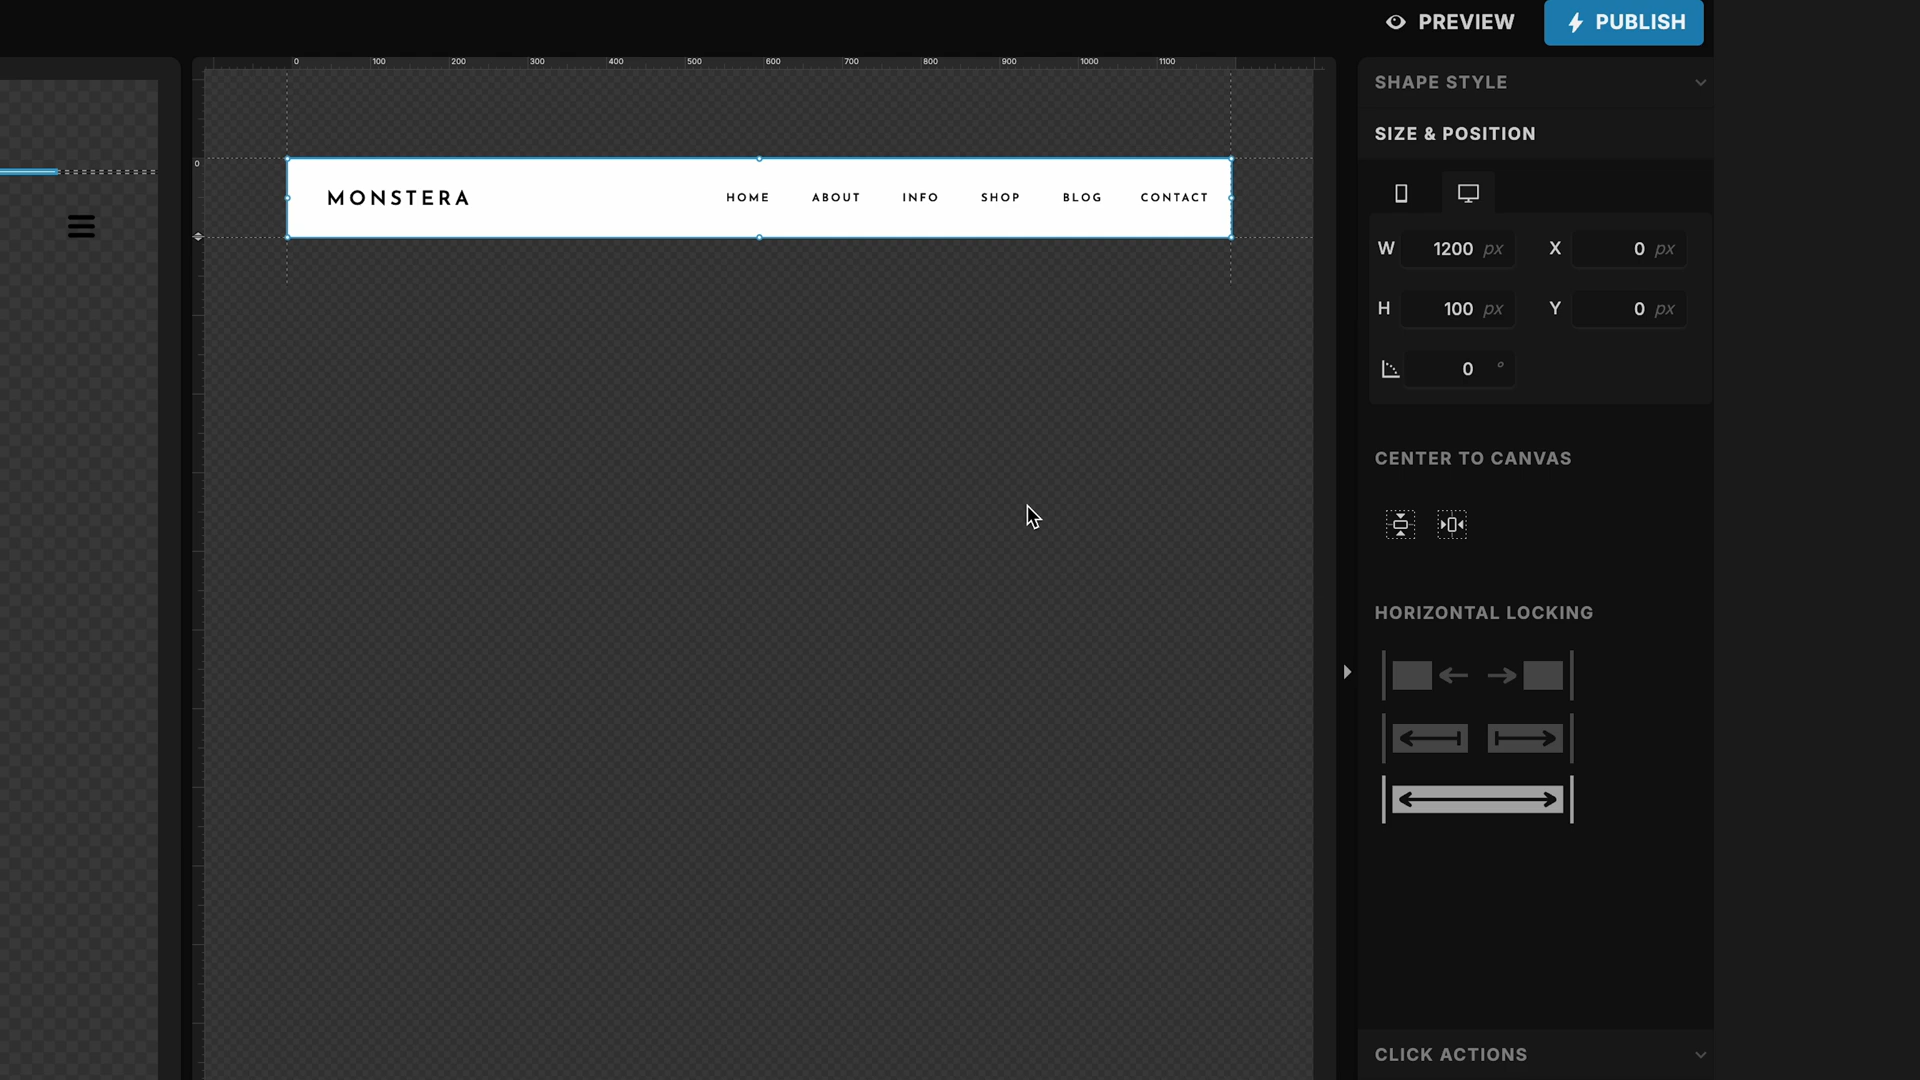 PREVIEW
PUBLISH
0 100 200 300 400 500 600 700 800 900 1000 1100
SHAPE STYLE
SIZE & POSITION
0
MONSTERA
HOME ABOUT INFO SHOP BLOG CONTACT
W 1200 px X 0 px
H 100 px Y 0 px
0 °
CENTER TO CANVAS
HORIZONTAL LOCKING
CLICK ACTIONS